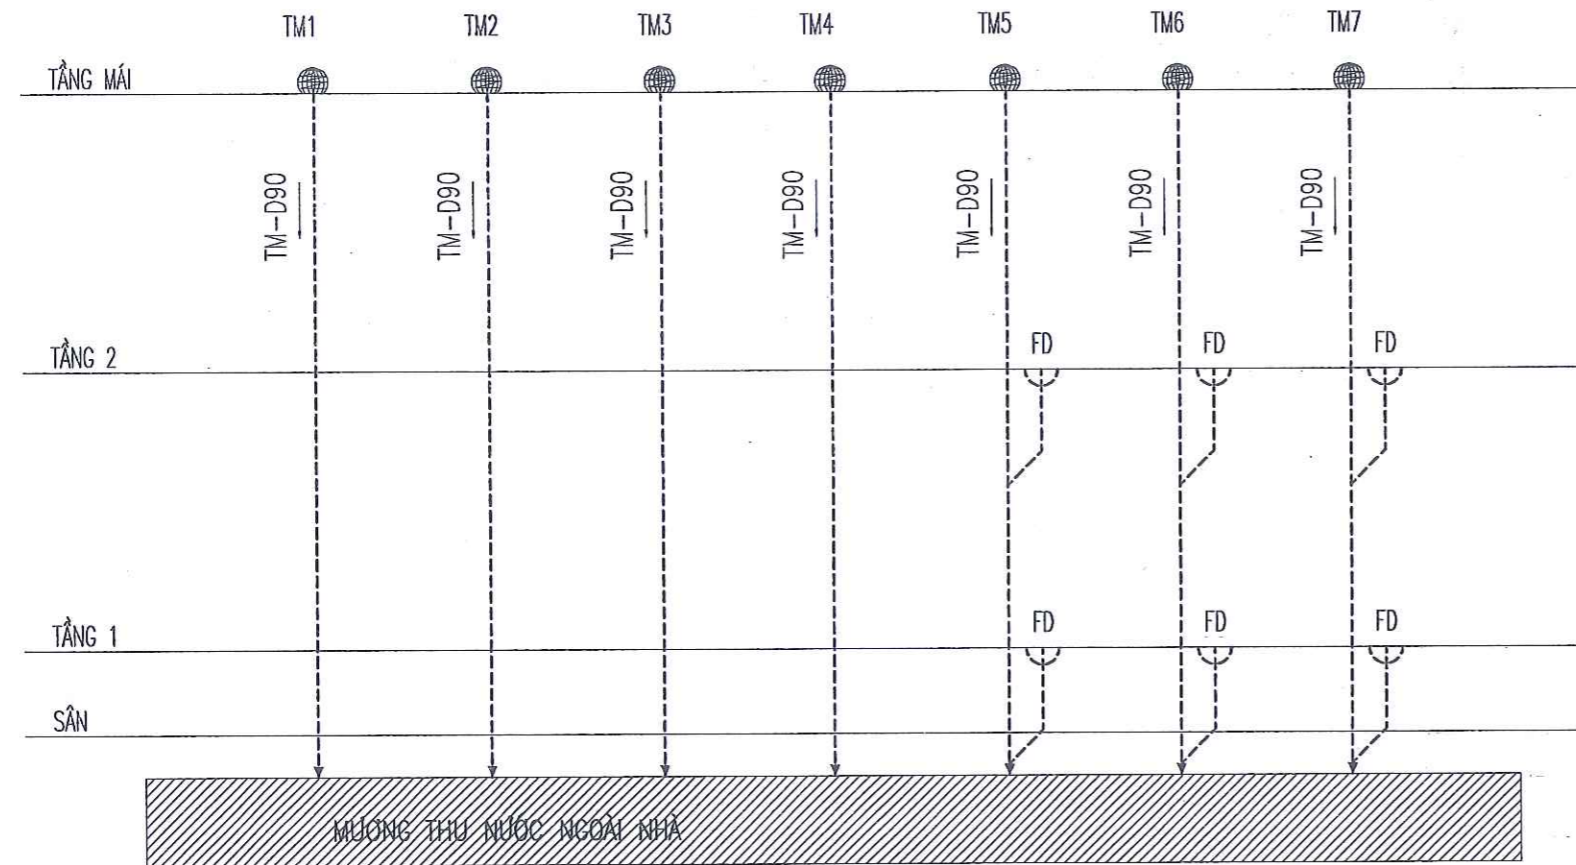 TM1 TM2 TM3 TM4 TM5 TM6 TM7
TẦNG MÁI
TM-D90 TM-D90 TM-D90 TM-D90 TM-D90 TM-D90 TM-D90
FD FD FD
TẦNG 2
FD FD FD
TẦNG 1
SÂN
MƯƠNG THU NƯỚC NGOÀI NHÀ